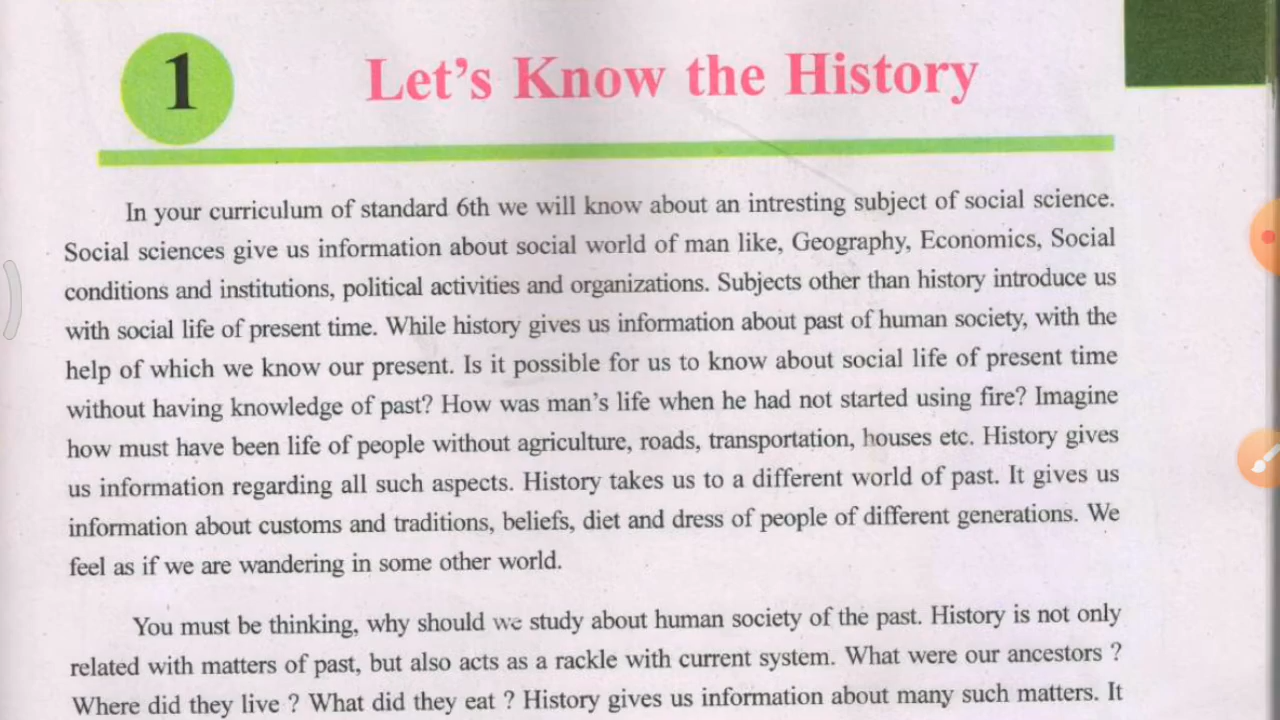 1
Let's Know the History
In your curriculum of standard 6th we will know about an intresting subject of social science.
Social sciences give us information about social world of man like, Geography, Economics, Social
conditions and institutions, political activities and organizations. Subjects other than history introduce us
with social life of present time. While history gives us information about past of human society, with the
help of which we know our present. Is it possible for us to know about social life of present time
without having knowledge of past? How was man's life when he had not started using fire? Imagine
how must have been life of people without agriculture, roads, transportation, houses etc. History gives
us information regarding all such aspects. History takes us to a different world of past. It gives us
information about customs and traditions, beliefs, diet and dress of people of different generations. We
feel as if we are wandering in some other world.
You must be thinking, why should we study about human society of the past. History is not only
related with matters of past, but also acts as a rackle with current system. What were our ancestors ?
Where did they live ? What did they eat ? History gives us information about many such matters. It